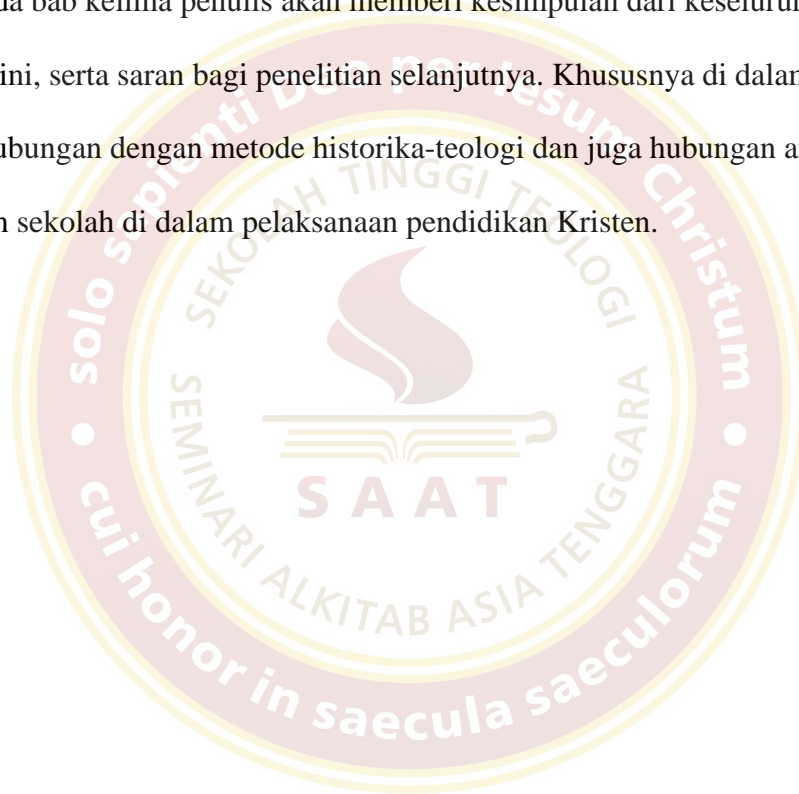 da bab kelima penulis akan memberi kesimpulan dari keseluru
ini, serta saran bagi penelitian selanjutnya. Khususnya di dala
ubungan dengan metode historika-teologi dan juga hubungan a
sekolah di dalam pelaksanaan pendidikan Kristen.
solo sapienti Deo per Iesum Christum
SEKOLAH TINGGI TEOLOGI
SAAT
SEMINARI ALKITAB ASIA TENGGARA
cui honor in saecula saeculorum